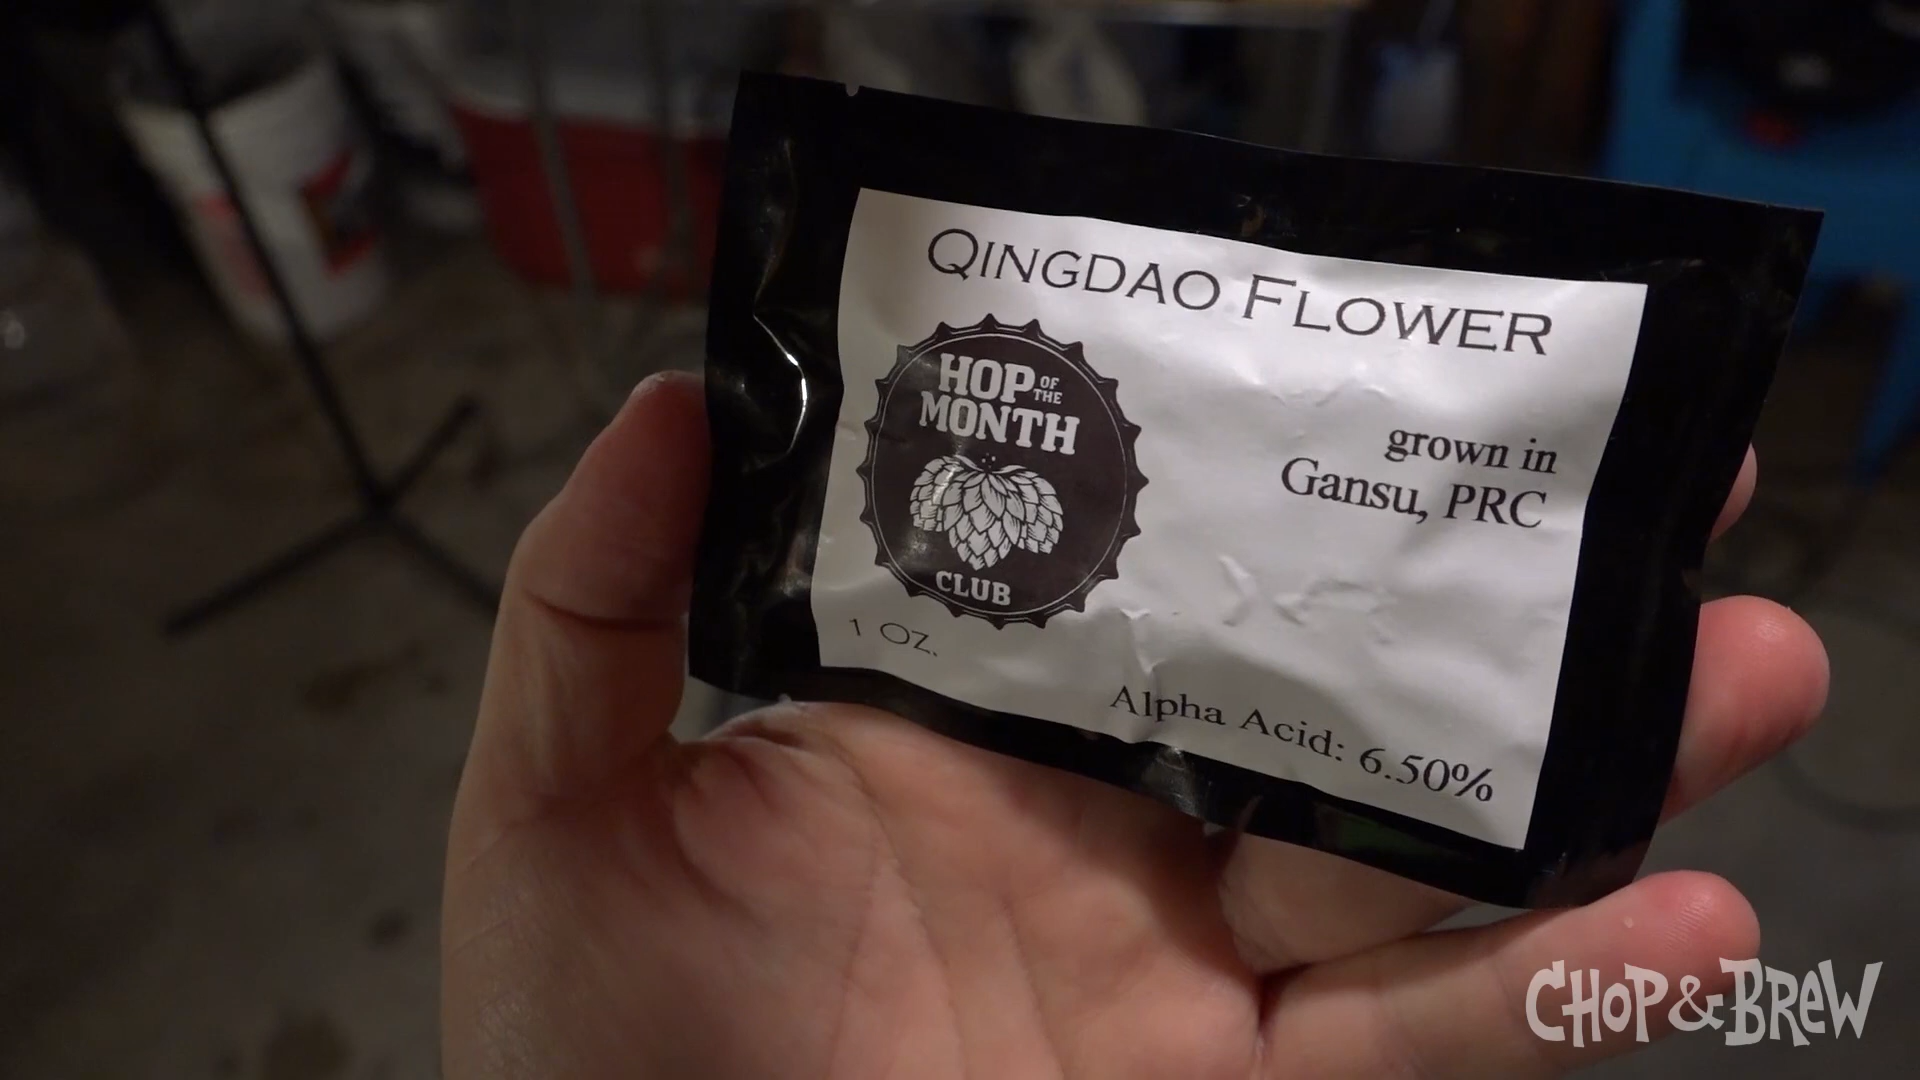 QINGDAO FLOWER
HOP OF THE
MONTH
CLUB
grown in
Gansu, PRC
1 OZ.
Alpha Acid: 6.50%
CHOP & BREW